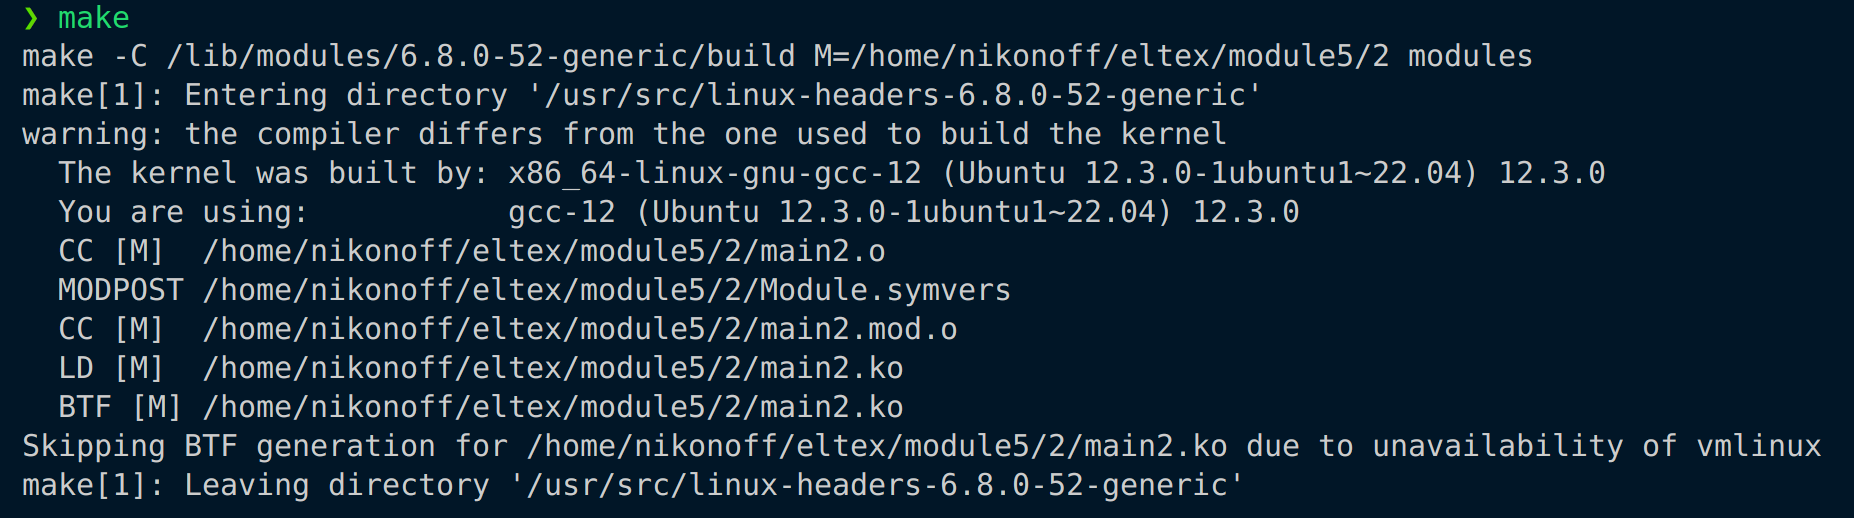 ❯ make
make -C /lib/modules/6.8.0-52-generic/build M=/home/nikonoff/eltex/module5/2 modules
make[1]: Entering directory '/usr/src/linux-headers-6.8.0-52-generic'
warning: the compiler differs from the one used to build the kernel
  The kernel was built by: x86_64-linux-gnu-gcc-12 (Ubuntu 12.3.0-1ubuntu1~22.04) 12.3.0
  You are using:           gcc-12 (Ubuntu 12.3.0-1ubuntu1~22.04) 12.3.0
  CC [M]  /home/nikonoff/eltex/module5/2/main2.o
  MODPOST /home/nikonoff/eltex/module5/2/Module.symvers
  CC [M]  /home/nikonoff/eltex/module5/2/main2.mod.o
  LD [M]  /home/nikonoff/eltex/module5/2/main2.ko
  BTF [M] /home/nikonoff/eltex/module5/2/main2.ko
Skipping BTF generation for /home/nikonoff/eltex/module5/2/main2.ko due to unavailability of vmlinux
make[1]: Leaving directory '/usr/src/linux-headers-6.8.0-52-generic'